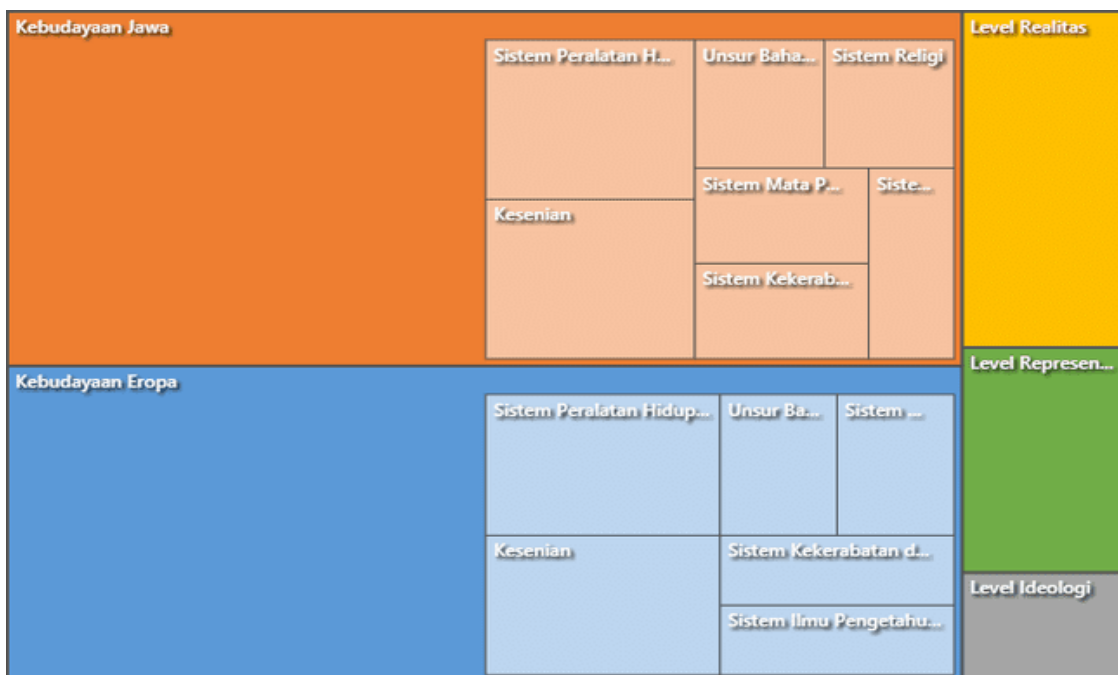 Kebudayaan Jawa
Sistem Peralatan H...
Unsur Baha...
Sistem Religi
Kesenian
Sistem Mata P...
Siste...
Sistem Kekerab...
Kebudayaan Eropa
Sistem Peralatan Hidup...
Unsur Ba...
Sistem ...
Kesenian
Sistem Kekerabatan d...
Sistem Ilmu Pengetahu...
Level Realitas
Level Represen...
Level Ideologi